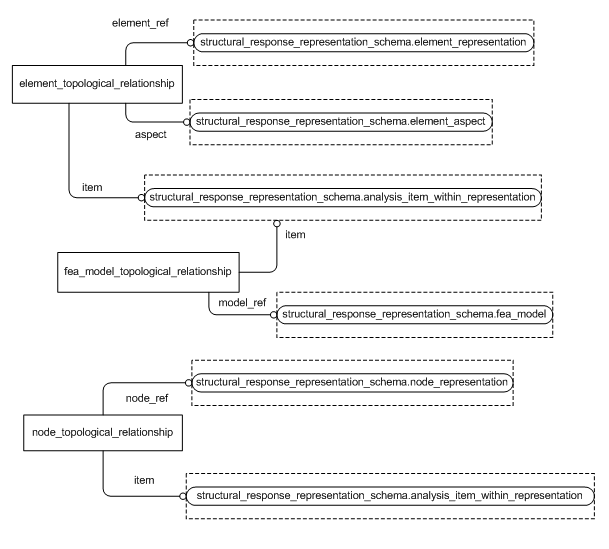 element_ref
structural_response_representation_schema.element_representation
element_topological_relationship
structural_response_representation_schema.element_aspect
aspect
item
structural_response_representation_schema.analysis_item_within_representation
item
fea_model_topological_relationship
model_ref
structural_response_representation_schema.fea_model
structural_response_representation_schema.node_representation
node_ref
node_topological_relationship
item
structural_response_representation_schema.analysis_item_within_representation